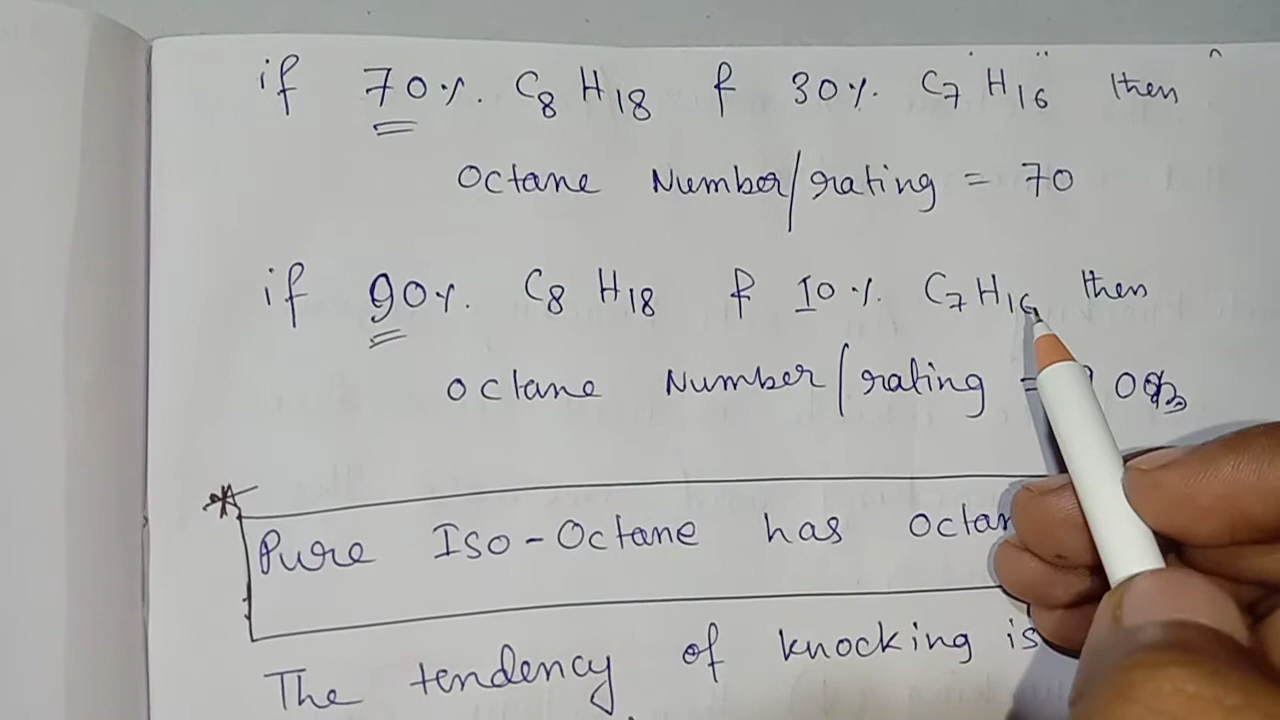 if 70%. C8 H18 & 30%. C7 H16 then
Octane Number/rating = 70
if 90%. C8 H18 & 10%. C7 H16 then
Octane Number/rating =
Pure Iso-Octane has
The tendency of knocking is